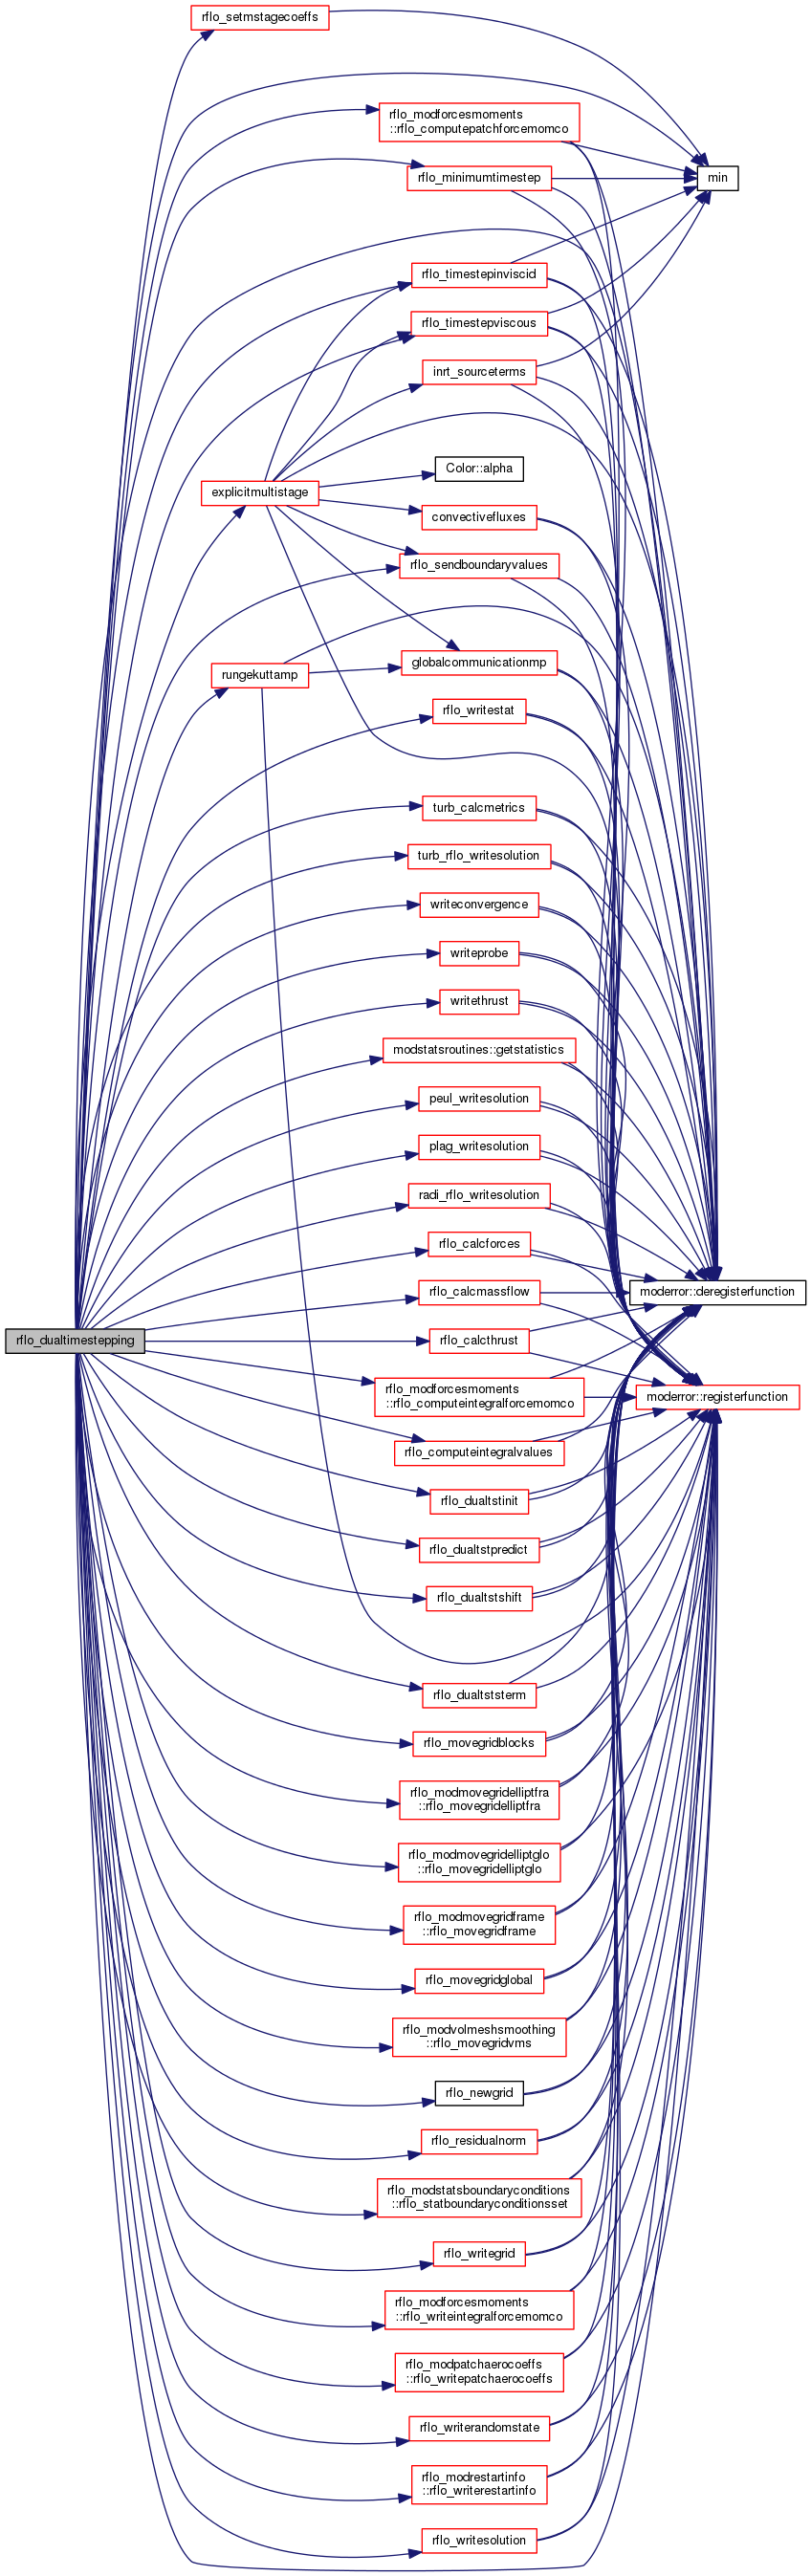 rflo_setmstagecoeffs
rflo_modforcesmoments
::rflo_computepatchforcemomco
rflo_minimumtimestep
min
rflo_timestepinviscid
rflo_timestepviscous
inrt_sourceterms
Color::alpha
explicitmultistage
convectivefluxes
rflo_sendboundaryvalues
globalcommunicationmp
rungekuttamp
rflo_writestat
turb_calcmetrics
turb_rflo_writesolution
writeconvergence
writeprobe
writethrust
modstatsroutines::getstatistics
peul_writesolution
plag_writesolution
radi_rflo_writesolution
rflo_calcforces
rflo_calcmassflow
moderror::deregisterfunction
rflo_dualtimestepping
rflo_calcthrust
rflo_modforcesmoments
::rflo_computeintegralforcemomco
moderror::registerfunction
rflo_computeintegralvalues
rflo_dualtstinit
rflo_dualtstpredict
rflo_dualtstshift
rflo_dualtststerm
rflo_movegridblocks
rflo_modmovegridelliptfra
::rflo_movegridelliptfra
rflo_modmovegridelliptglo
::rflo_movegridelliptglo
rflo_modmovegridframe
::rflo_movegridframe
rflo_movegridglobal
rflo_modvolmeshsmoothing
::rflo_movegridvms
rflo_newgrid
rflo_residualnorm
rflo_modstatsboundaryconditions
::rflo_statboundaryconditionsset
rflo_writegrid
rflo_modforcesmoments
::rflo_writeintegralforcemomco
rflo_modpatchaerocoeffs
::rflo_writepatchaerocoeffs
rflo_writerandomstate
rflo_modrestartinfo
::rflo_writerestartinfo
rflo_writesolution